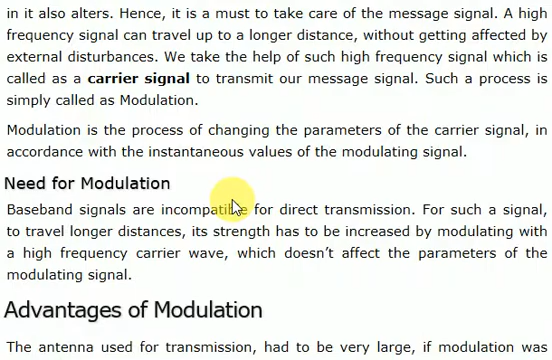 in it also alters. Hence, it is a must to take care of the message signal. A high
frequency signal can travel up to a longer distance, without getting affected by
external disturbances. We take the help of such high frequency signal which is
called as a carrier signal to transmit our message signal. Such a process is
simply called as Modulation.
Modulation is the process of changing the parameters of the carrier signal, in
accordance with the instantaneous values of the modulating signal.
Need for Modulation
Baseband signals are incompatible for direct transmission. For such a signal,
to travel longer distances, its strength has to be increased by modulating with
a high frequency carrier wave, which doesn’t affect the parameters of the
modulating signal.
Advantages of Modulation
The antenna used for transmission, had to be very large, if modulation was